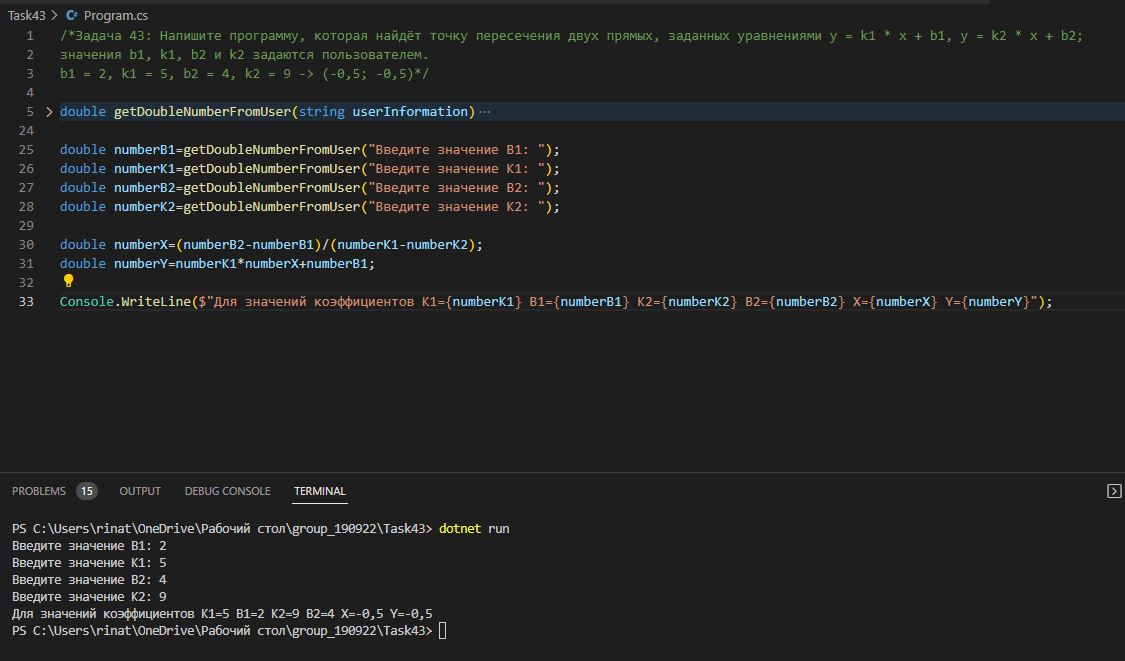 Task43 > C# Program.cs
1 /*Задача 43: Напишите программу, которая найдёт точку пересечения двух прямых, заданных уравнениями y = k1 * x + b1, y = k2 * x + b2;
2 значения b1, k1, b2 и k2 задаются пользователем.
3 b1 = 2, k1 = 5, b2 = 4, k2 = 9 -> (-0,5; -0,5)*/
4
5 > double getDoubleNumberFromUser(string userInformation) ···
24
25 double numberB1=getDoubleNumberFromUser("Введите значение B1: ");
26 double numberK1=getDoubleNumberFromUser("Введите значение K1: ");
27 double numberB2=getDoubleNumberFromUser("Введите значение B2: ");
28 double numberK2=getDoubleNumberFromUser("Введите значение K2: ");
29
30 double numberX=(numberB2-numberB1)/(numberK1-numberK2);
31 double numberY=numberK1*numberX+numberB1;
32
33 Console.WriteLine($"Для значений коэффициентов K1={numberK1} B1={numberB1} K2={numberK2} B2={numberB2} X={numberX} Y={numberY}");
PROBLEMS 15 OUTPUT DEBUG CONSOLE TERMINAL
PS C:\Users\rinat\OneDrive\Рабочий стол\group_190922\Task43> dotnet run
Введите значение B1: 2
Введите значение K1: 5
Введите значение B2: 4
Введите значение K2: 9
Для значений коэффициентов K1=5 B1=2 K2=9 B2=4 X=-0,5 Y=-0,5
PS C:\Users\rinat\OneDrive\Рабочий стол\group_190922\Task43>